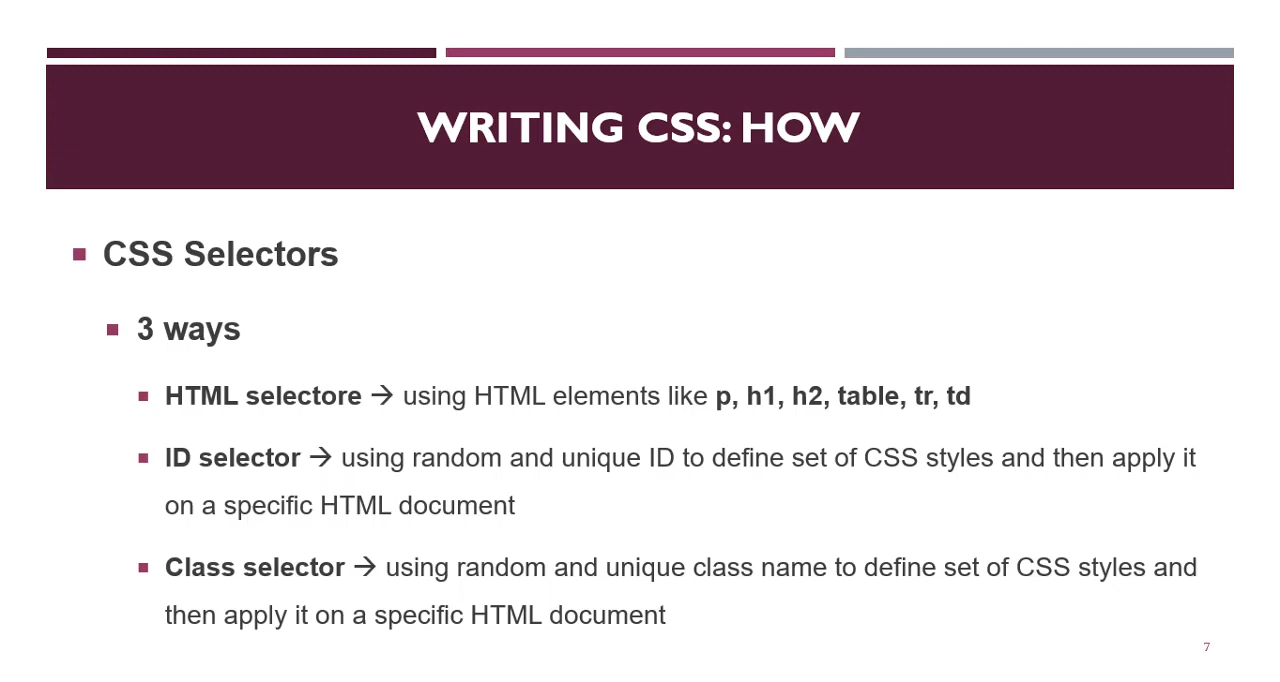 WRITING CSS: HOW
CSS Selectors
3 ways
HTML selectore → using HTML elements like p, h1, h2, table, tr, td
ID selector → using random and unique ID to define set of CSS styles and then apply it
on a specific HTML document
Class selector → using random and unique class name to define set of CSS styles and
then apply it on a specific HTML document
7